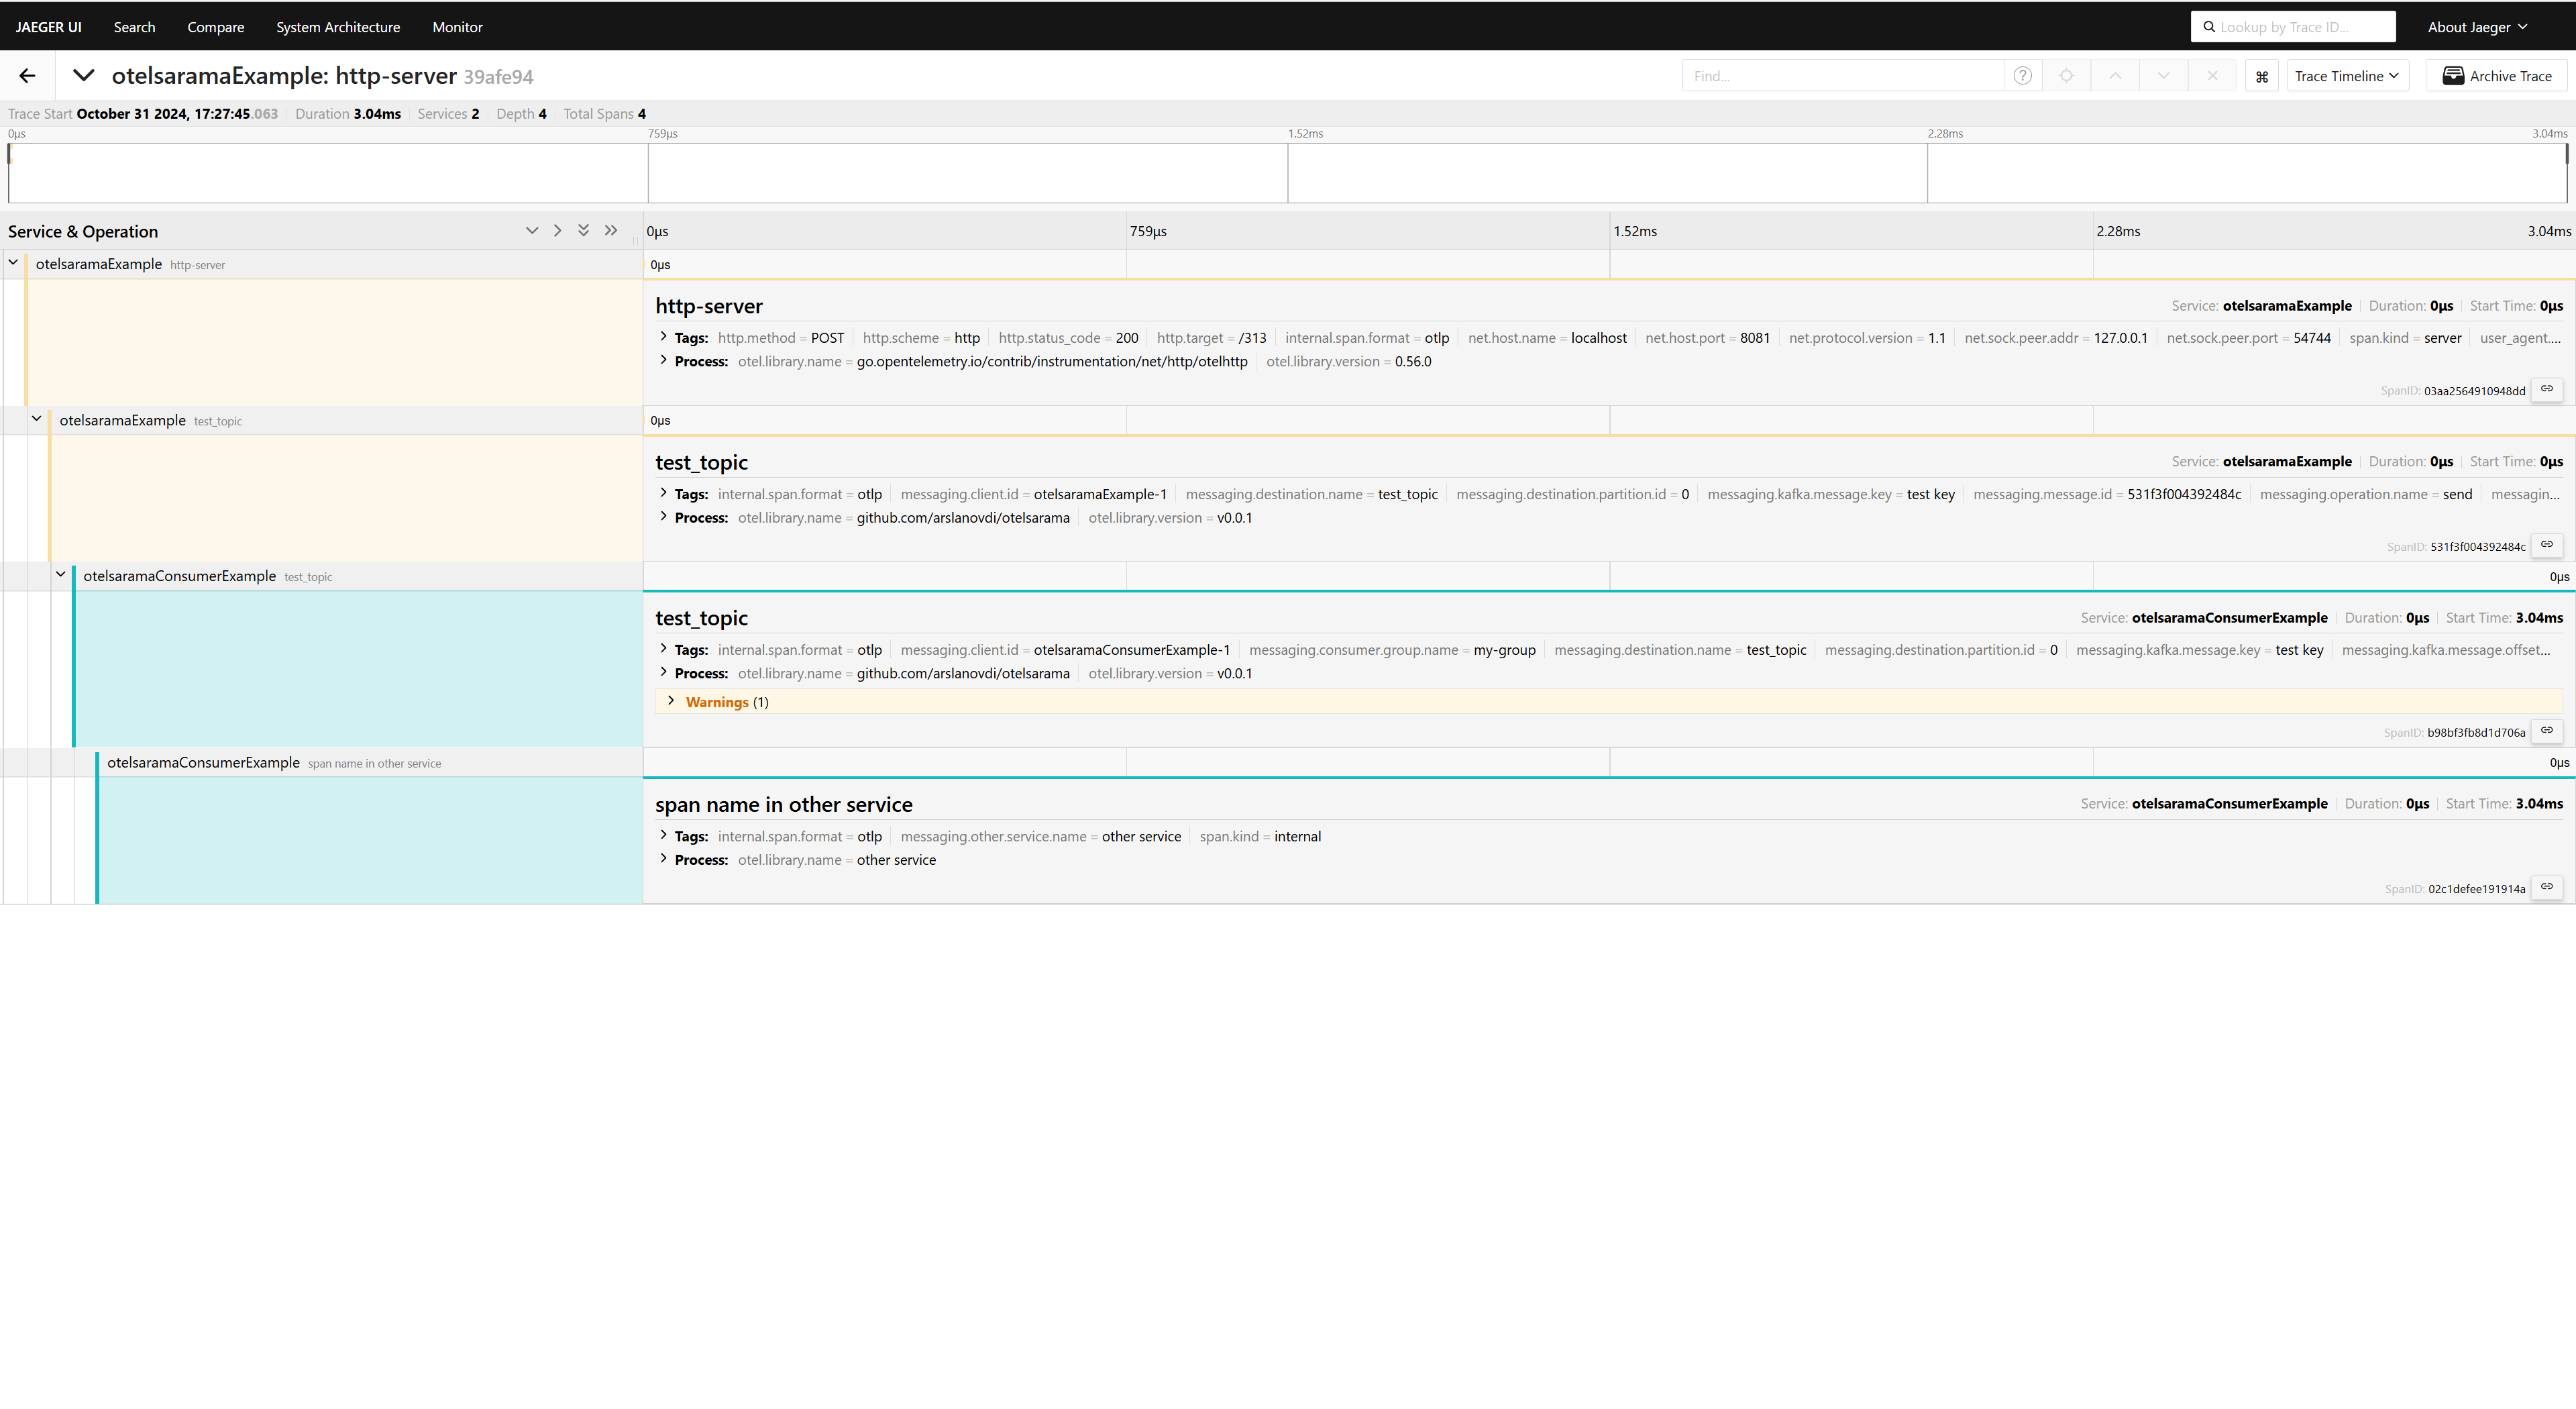 JAEGER UI Search Compare System Architecture Monitor Lookup by Trace ID... About Jaeger
otelsaramaExample: http-server 39afe94 Find... ? ⌘ Trace Timeline Archive Trace
Trace Start October 31 2024, 17:27:45.063 Duration 3.04ms Services 2 Depth 4 Total Spans 4
0μs 759μs 1.52ms 2.28ms 3.04ms
Service & Operation 0μs 759μs 1.52ms 2.28ms 3.04ms
otelsaramaExample http-server 0μs
http-server Service: otelsaramaExample Duration: 0μs Start Time: 0μs
Tags: http.method = POST http.scheme = http http.status_code = 200 http.target = /313 internal.span.format = otlp net.host.name = localhost net.host.port = 8081 net.protocol.version = 1.1 net.sock.peer.addr = 127.0.0.1 net.sock.peer.port = 54744 span.kind = server user_agent....
Process: otel.library.name = go.opentelemetry.io/contrib/instrumentation/net/http/otelhttp otel.library.version = 0.56.0
SpanID: 03aa2564910948dd
otelsaramaExample test_topic 0μs
test_topic Service: otelsaramaExample Duration: 0μs Start Time: 0μs
Tags: internal.span.format = otlp messaging.client.id = otelsaramaExample-1 messaging.destination.name = test_topic messaging.destination.partition.id = 0 messaging.kafka.message.key = test key messaging.message.id = 531f3f004392484c messaging.operation.name = send messagin...
Process: otel.library.name = github.com/arslanovdi/otelsarama otel.library.version = v0.0.1
SpanID: 531f3f004392484c
otelsaramaConsumerExample test_topic 0μs
test_topic Service: otelsaramaConsumerExample Duration: 0μs Start Time: 3.04ms
Tags: internal.span.format = otlp messaging.client.id = otelsaramaConsumerExample-1 messaging.consumer.group.name = my-group messaging.destination.name = test_topic messaging.destination.partition.id = 0 messaging.kafka.message.key = test key messaging.kafka.message.offset...
Process: otel.library.name = github.com/arslanovdi/otelsarama otel.library.version = v0.0.1
Warnings (1)
SpanID: b98bf3fb8d1d706a
otelsaramaConsumerExample span name in other service 0μs
span name in other service Service: otelsaramaConsumerExample Duration: 0μs Start Time: 3.04ms
Tags: internal.span.format = otlp messaging.other.service.name = other service span.kind = internal
Process: otel.library.name = other service
SpanID: 02c1defee191914a